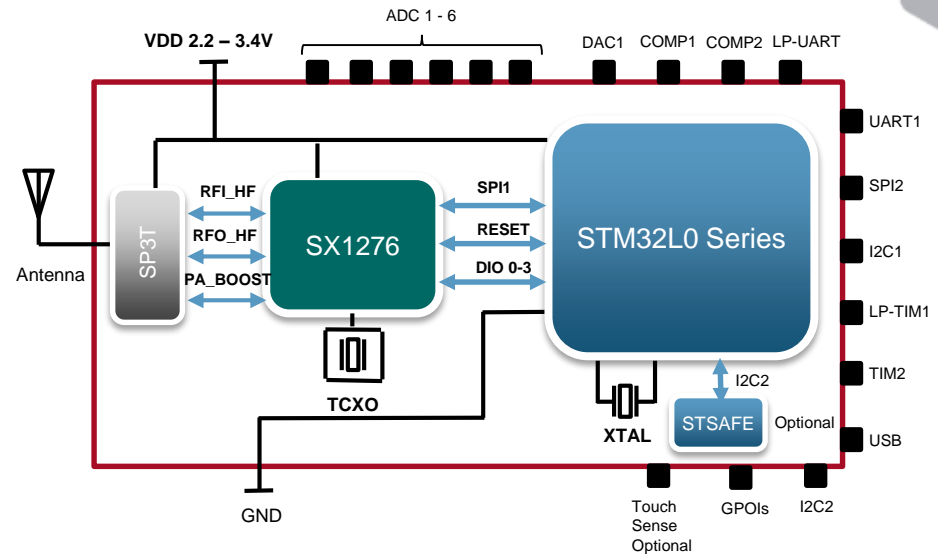 ADC 1 - 6
VDD 2.2 – 3.4V
DAC1
COMP1
COMP2
LP-UART
UART1
SPI2
I2C1
LP-TIM1
TIM2
USB
Antenna
SP3T
RFI_HF
RFO_HF
PA_BOOST
SX1276
SPI1
RESET
DIO 0-3
STM32L0 Series
TCXO
XTAL
I2C2
STSAFE
Optional
GND
Touch
Sense
Optional
GPOIs
I2C2